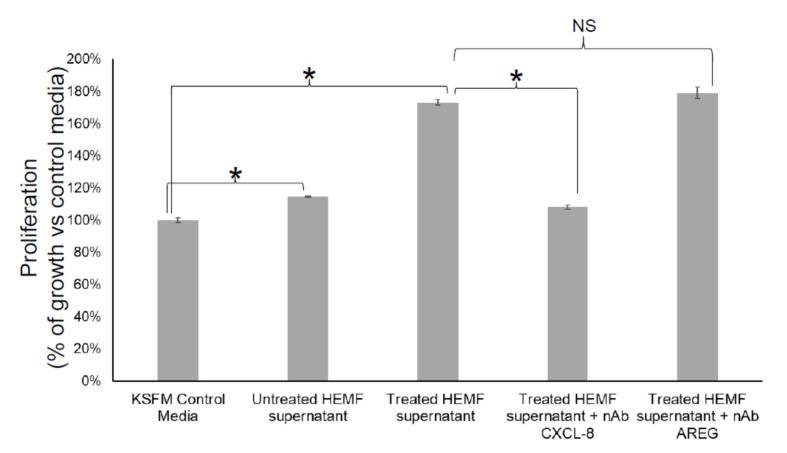 NS
*
*
*
Proliferation
(% of growth vs control media)
200%
180%
160%
140%
120%
100%
80%
60%
40%
20%
0%
KSFM Control
Media
Untreated HEMF
supernatant
Treated HEMF
supernatant
Treated HEMF
supernatant + nAb
CXCL-8
Treated HEMF
supernatant + nAb
AREG